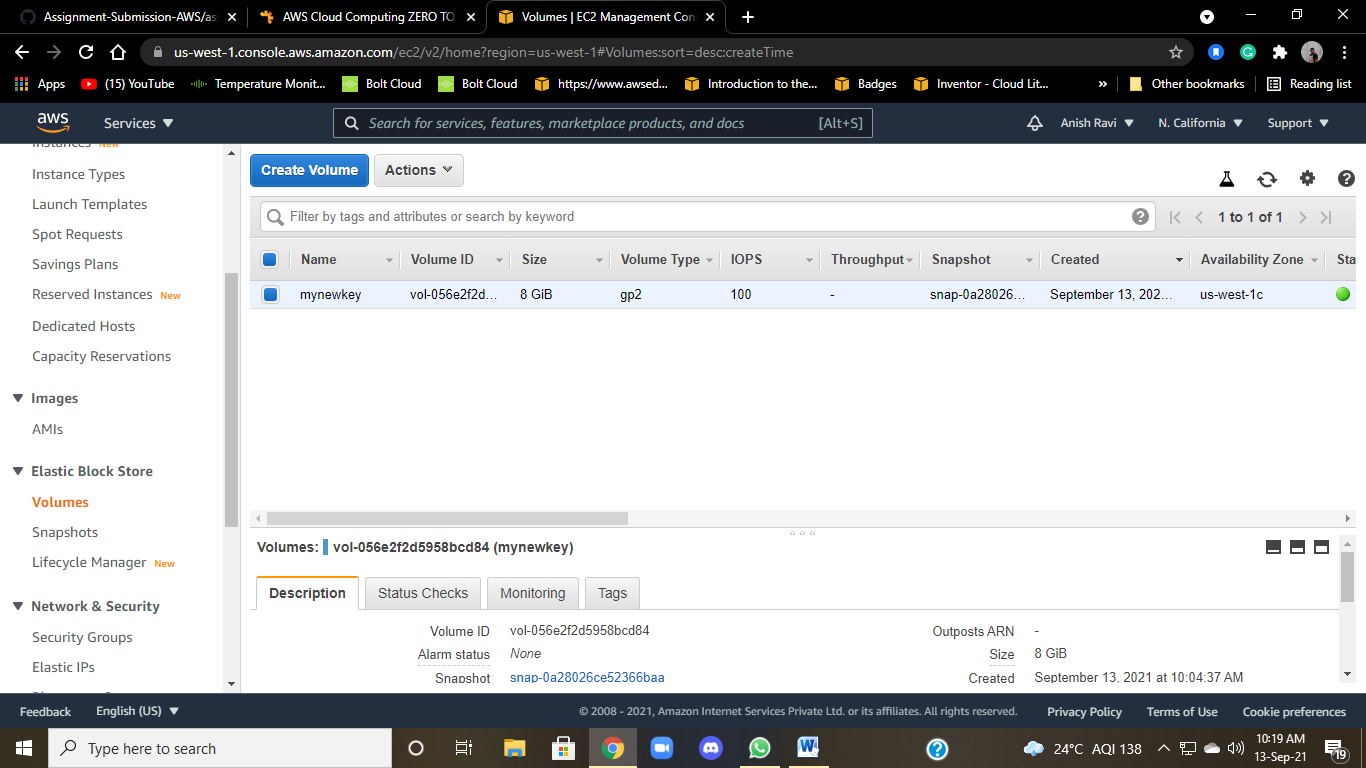 Assignment-Submission-AWS/as
AWS Cloud Computing ZERO TO
Volumes | EC2 Management Con
us-west-1.console.aws.amazon.com/ec2/v2/home?region=us-west-1#Volumes:sort=desc:createTime
Apps
(15) YouTube
Temperature Monit...
Bolt Cloud
Bolt Cloud
https://www.awsed...
Introduction to the...
Badges
Inventor - Cloud Lit...
»
Other bookmarks
Reading list
aws
Services
Search for services, features, marketplace products, and docs
[Alt+S]
Anish Ravi
N. California
Support
Instances New
Instance Types
Launch Templates
Spot Requests
Savings Plans
Reserved Instances New
Dedicated Hosts
Capacity Reservations
Images
AMIs
Elastic Block Store
Volumes
Snapshots
Lifecycle Manager New
Network & Security
Security Groups
Elastic IPs
Create Volume
Actions
Filter by tags and attributes or search by keyword
1 to 1 of 1
Name Volume ID Size Volume Type IOPS Throughput Snapshot Created Availability Zone Sta
mynewkey vol-056e2f2d... 8 GiB gp2 100 - snap-0a28026... September 13, 202... us-west-1c
Volumes: vol-056e2f2d5958bcd84 (mynewkey)
Description
Status Checks
Monitoring
Tags
Volume ID vol-056e2f2d5958bcd84
Alarm status None
Snapshot snap-0a28026ce52366baa
Outposts ARN -
Size 8 GiB
Created September 13, 2021 at 10:04:37 AM
Feedback
English (US)
© 2008 - 2021, Amazon Internet Services Private Ltd. or its affiliates. All rights reserved.
Privacy Policy
Terms of Use
Cookie preferences
Type here to search
24°C AQI 138
10:19 AM
13-Sep-21
19